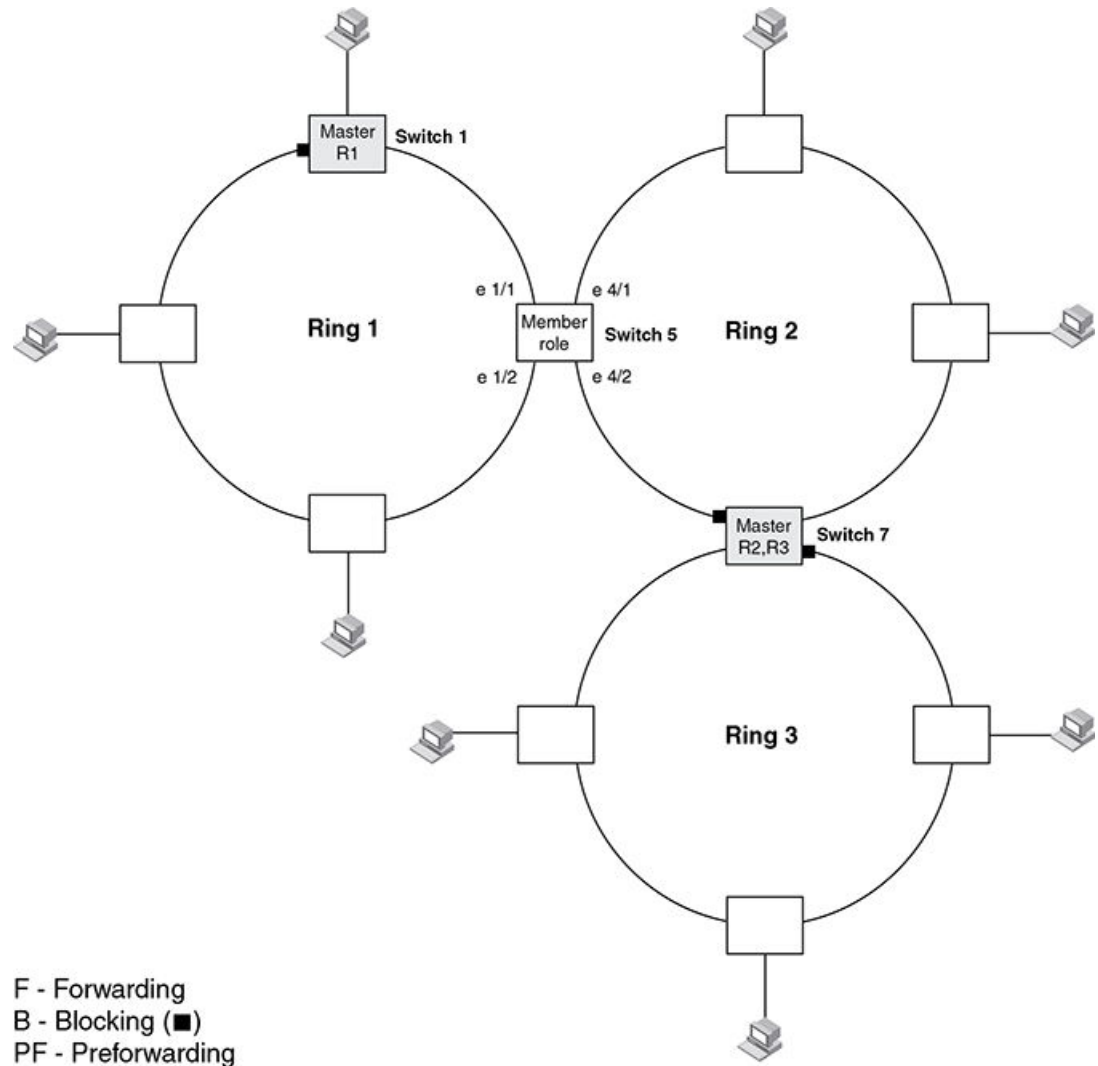 Master
R1
Switch 1
e 1/1
e 4/1
Ring 1
Member
role
Switch 5
Ring 2
e 1/2
e 4/2
Master
R2,R3
Switch 7
Ring 3
F - Forwarding
B - Blocking (■)
PF - Preforwarding